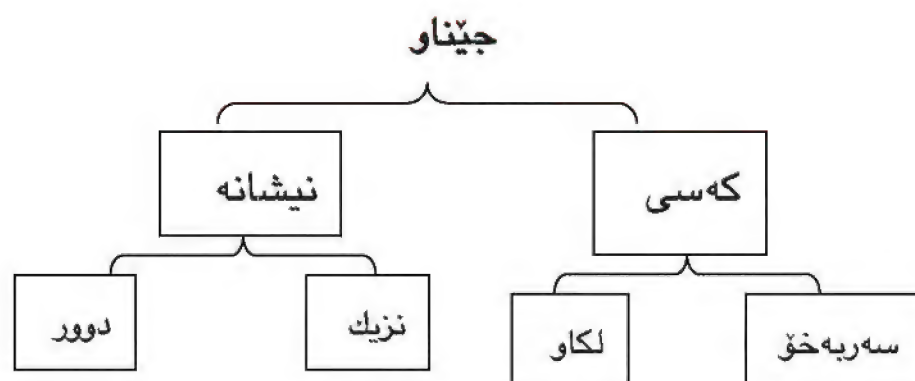 جێناو
کەسی
نیشانە
سەربەخۆ
لکاو
نزیك
دوور